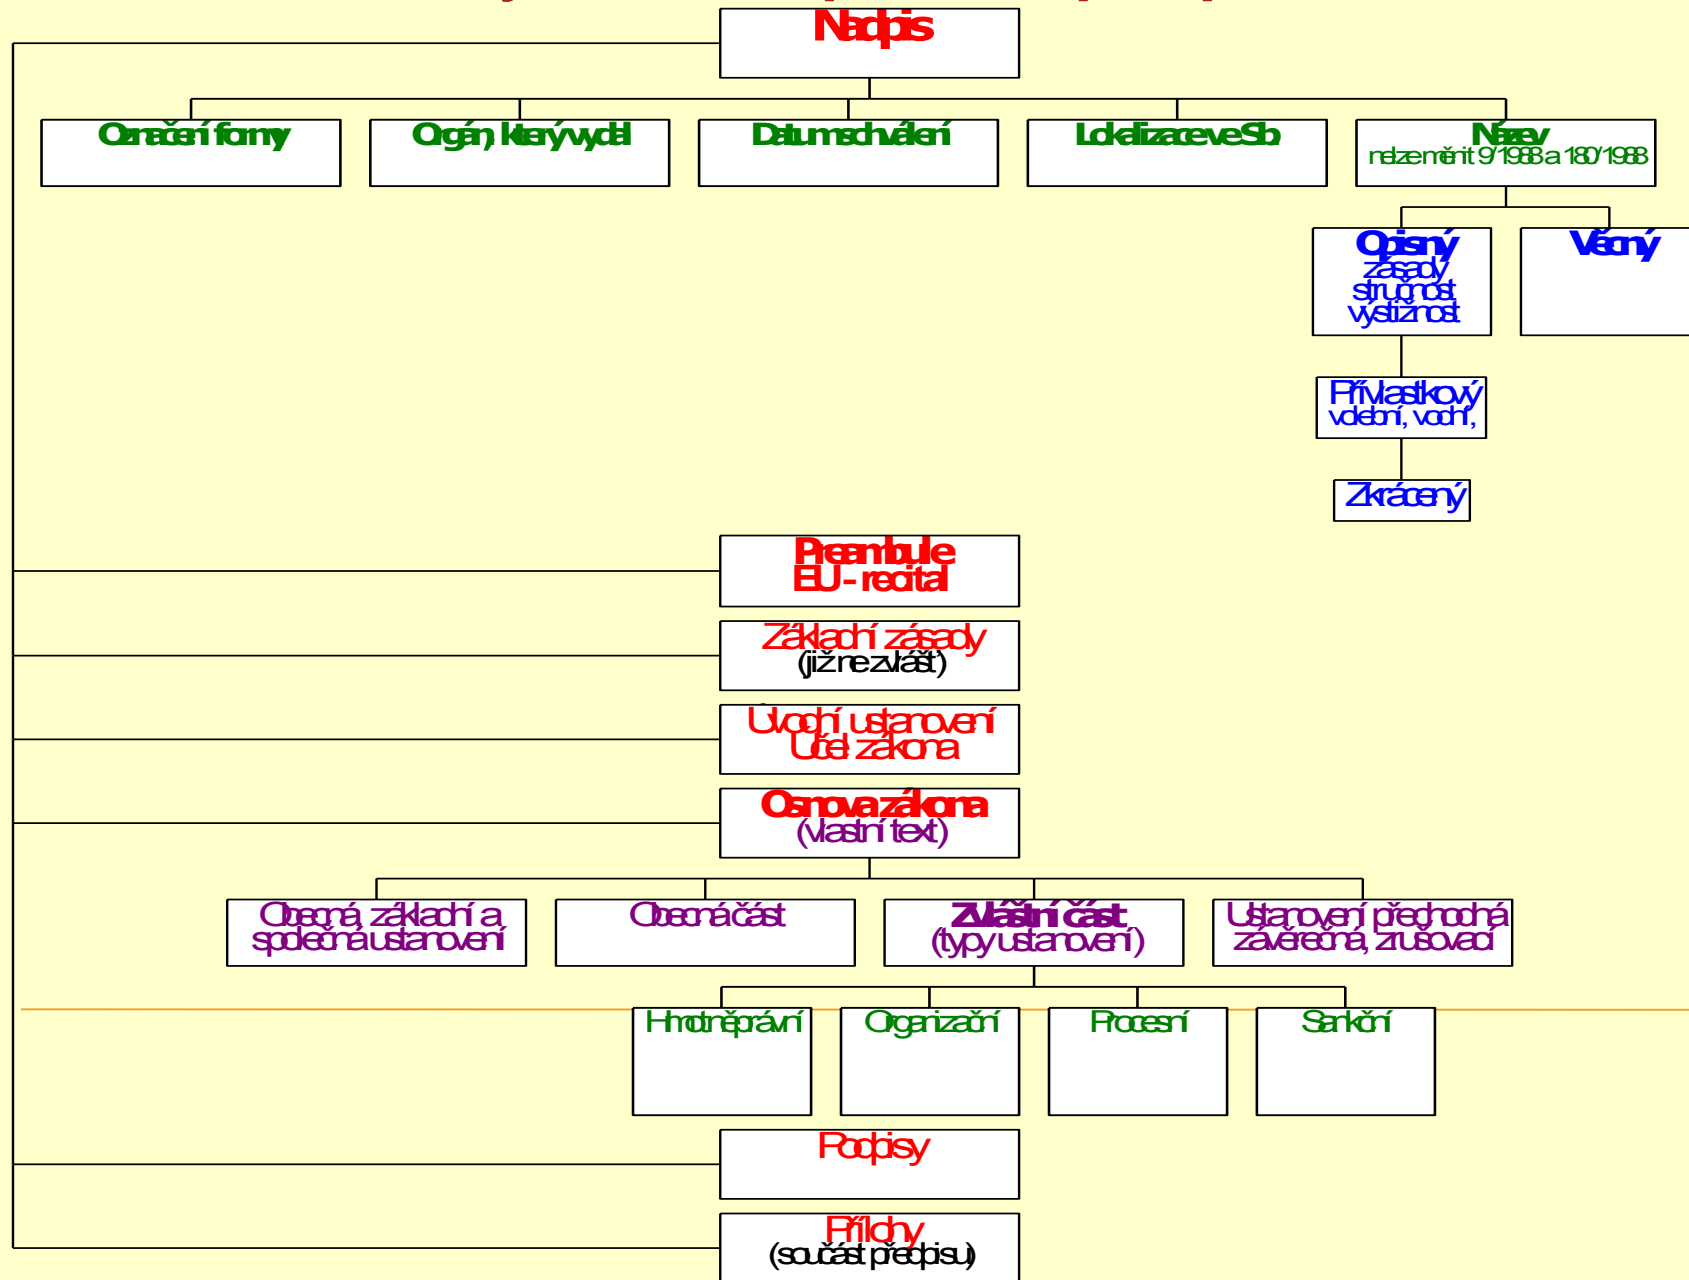 Nadpis
Označení formy
Orgán, který vydal
Datum schválení
Lokalizace ve Sb
Název
nelze měnit 9/1988 a 180/1988
Opisný
zásady
stručnost
výstižnost
Věcný
Přívlastkový
volební, vodní,
Zkrácený
Preambule
EU - recital
Základní zásady
(již ne zvlášť)
Úvodní ustanovení
Účel zákona
Osnova zákona
(vlastní text)
Obecná, základní a
společná ustanovení
Obecná část
Zvláštní část
(typy ustanovení)
Ustanovení přechodná
závěrečná, zrušovací
Hmotněprávní
Organizační
Procesní
Sankční
Podpisy
Přílohy
(součást předpisu)